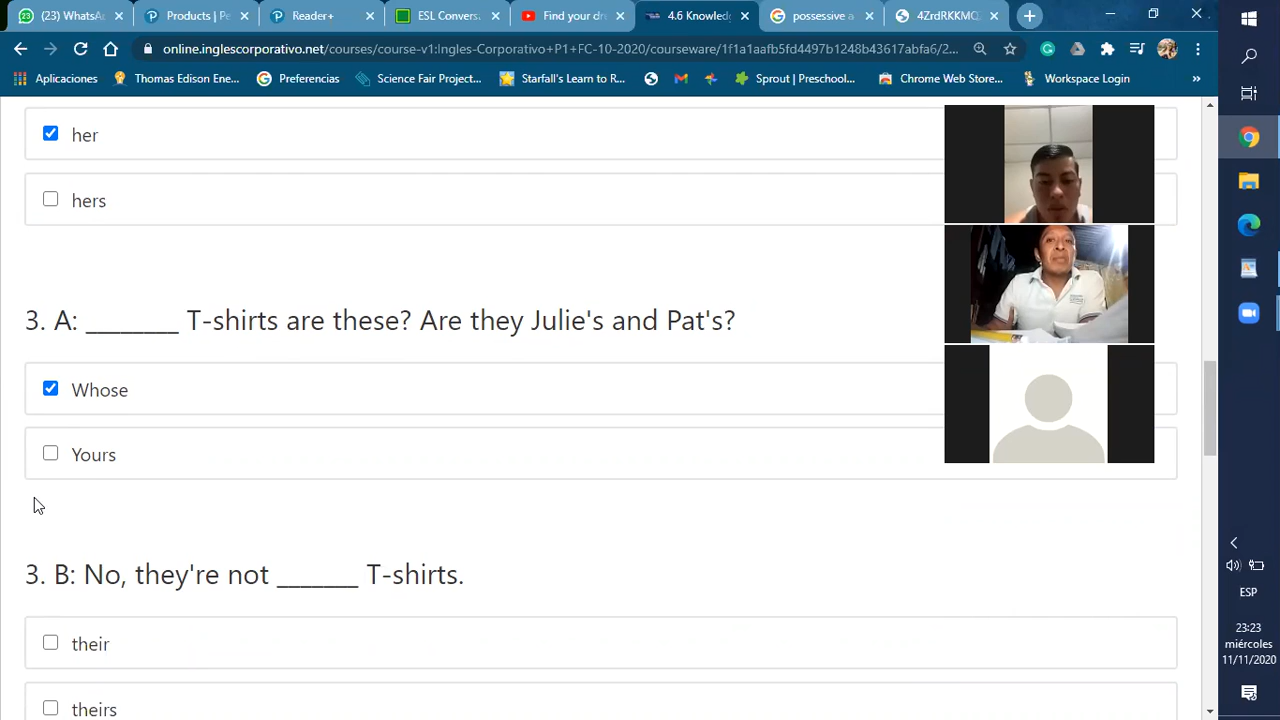 (23) WhatsA
Products | P
Reader+
ESL Convers
Find your dr
4.6 Knowled
possessive a
4ZrdRKKMQ
online.inglescorporativo.net/courses/course-v1:Ingles-Corporativo+P1+FC-10-2020/courseware/1f1a1aafb5fd4497b1248b43617abfa6/2...
Aplicaciones
Thomas Edison Ene...
Preferencias
Science Fair Project...
Starfall's Learn to R...
Sprout | Preschool...
Chrome Web Store...
Workspace Login
»
her
hers
3. A: ________ T-shirts are these? Are they Julie's and Pat's?
Whose
Yours
3. B: No, they're not _______ T-shirts.
their
theirs
ESP
23:23
miércoles
11/11/2020